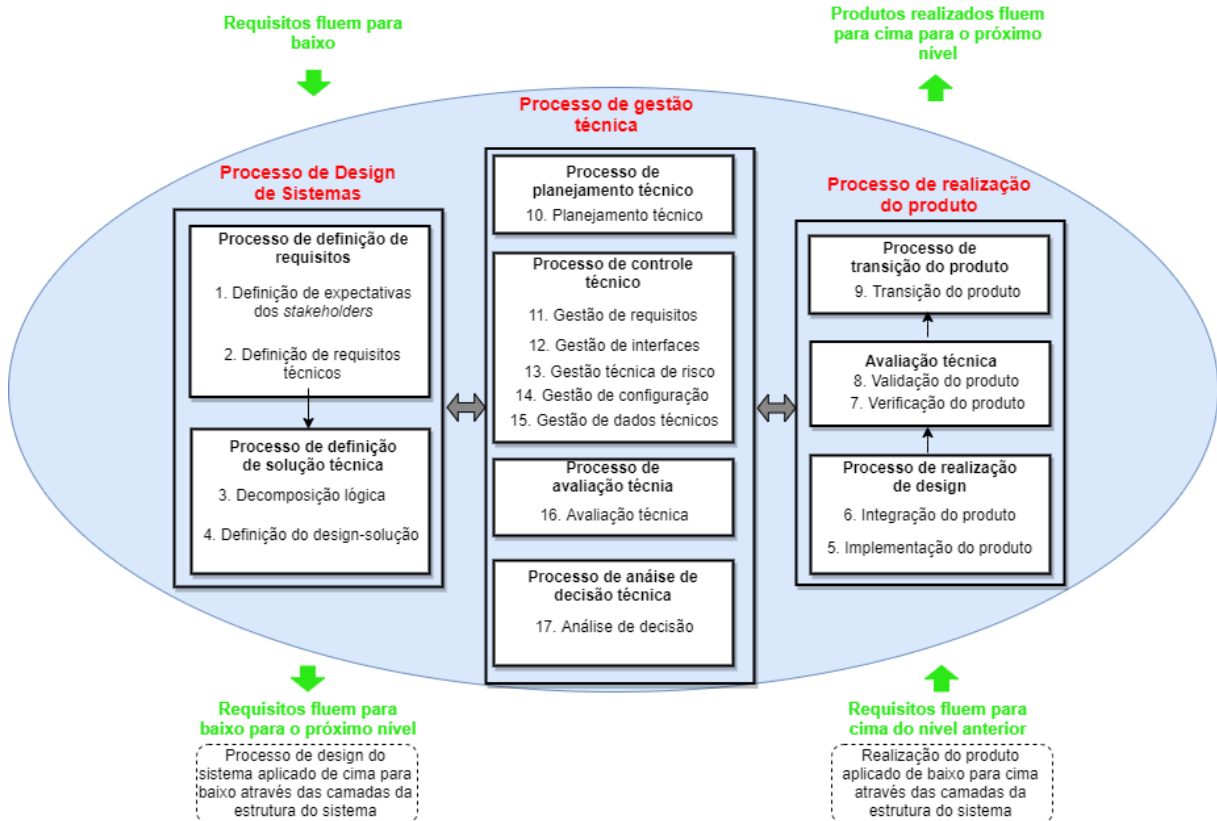 Requisitos fluem para
baixo
Produtos realizados fluem
para cima para o próximo
nível
Processo de gestão
técnica
Processo de Design
de Sistemas
Processo de definição de
requisitos
1. Definição de expectativas
dos stakeholders
2. Definição de requisitos
técnicos
Processo de definição
de solução técnica
3. Decomposição lógica
4. Definição do design-solução
Processo de
planejamento técnico
10. Planejamento técnico
Processo de controle
técnico
11. Gestão de requisitos
12. Gestão de interfaces
13. Gestão técnica de risco
14. Gestão de configuração
15. Gestão de dados técnicos
Processo de
avaliação técnia
16. Avaliação técnica
Processo de anáise de
decisão técnica
17. Análise de decisão
Processo de realização
do produto
Processo de
transição do produto
9. Transição do produto
Avaliação técnica
8. Validação do produto
7. Verificação do produto
Processo de realização
de design
6. Integração do produto
5. Implementação do produto
Requisitos fluem para
baixo para o próximo nível
Processo de design do
sistema aplicado de cima para
baixo através das camadas da
estrutura do sistema
Requisitos fluem para
cima do nível anterior
Realização do produto
aplicado de baixo para cima
através das camadas da
estrutura do sistema